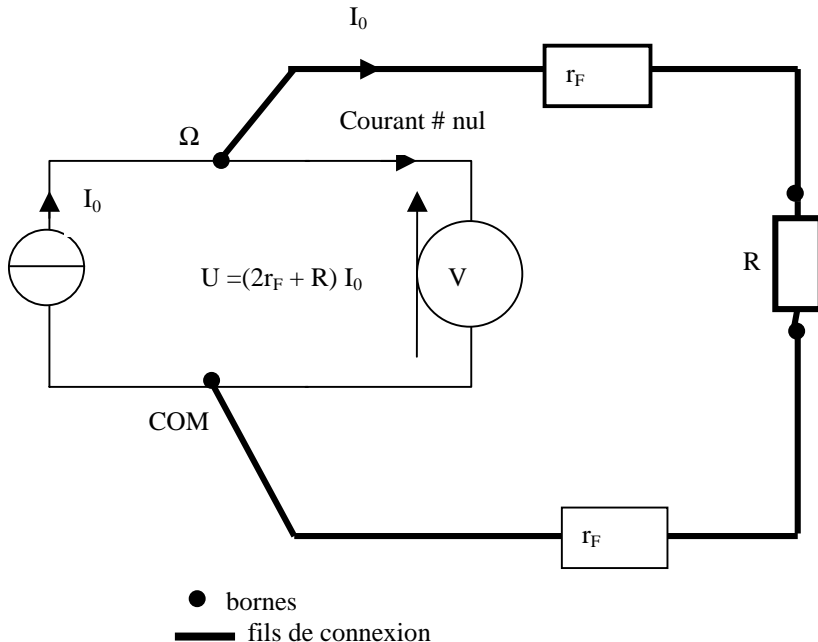 I₀
r_F
Courant # nul
Ω
I₀
U =(2r_F + R) I₀
V
R
COM
r_F
bornes
fils de connexion